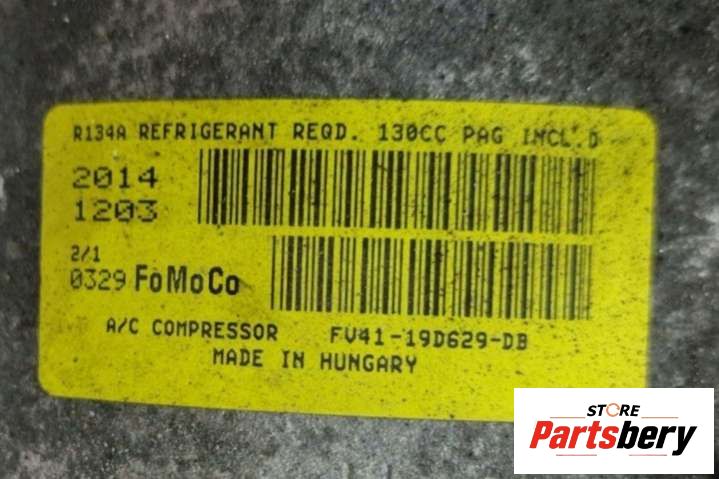 R134A REFRIGERANT REQD. 130CC PAG INCL.D
2014
1203
2/1
0329 FoMoCo
A/C COMPRESSOR FV41-19D629-DB
MADE IN HUNGARY
STORE
Partsbery